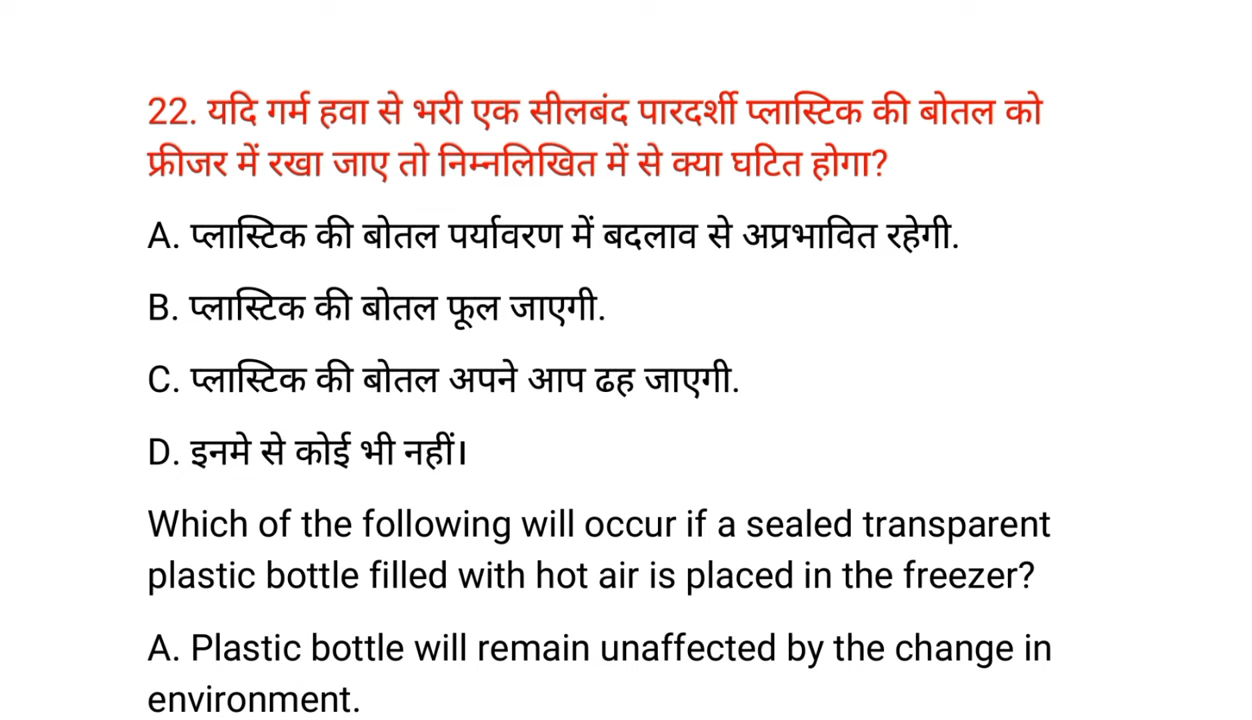 22. यदि गर्म हवा से भरी एक सीलबंद पारदर्शी प्लास्टिक की बोतल को
फ्रीजर में रखा जाए तो निम्नलिखित में से क्या घटित होगा?
A. प्लास्टिक की बोतल पर्यावरण में बदलाव से अप्रभावित रहेगी.
B. प्लास्टिक की बोतल फूल जाएगी.
C. प्लास्टिक की बोतल अपने आप ढह जाएगी.
D. इनमे से कोई भी नहीं।
Which of the following will occur if a sealed transparent
plastic bottle filled with hot air is placed in the freezer?
A. Plastic bottle will remain unaffected by the change in
environment.